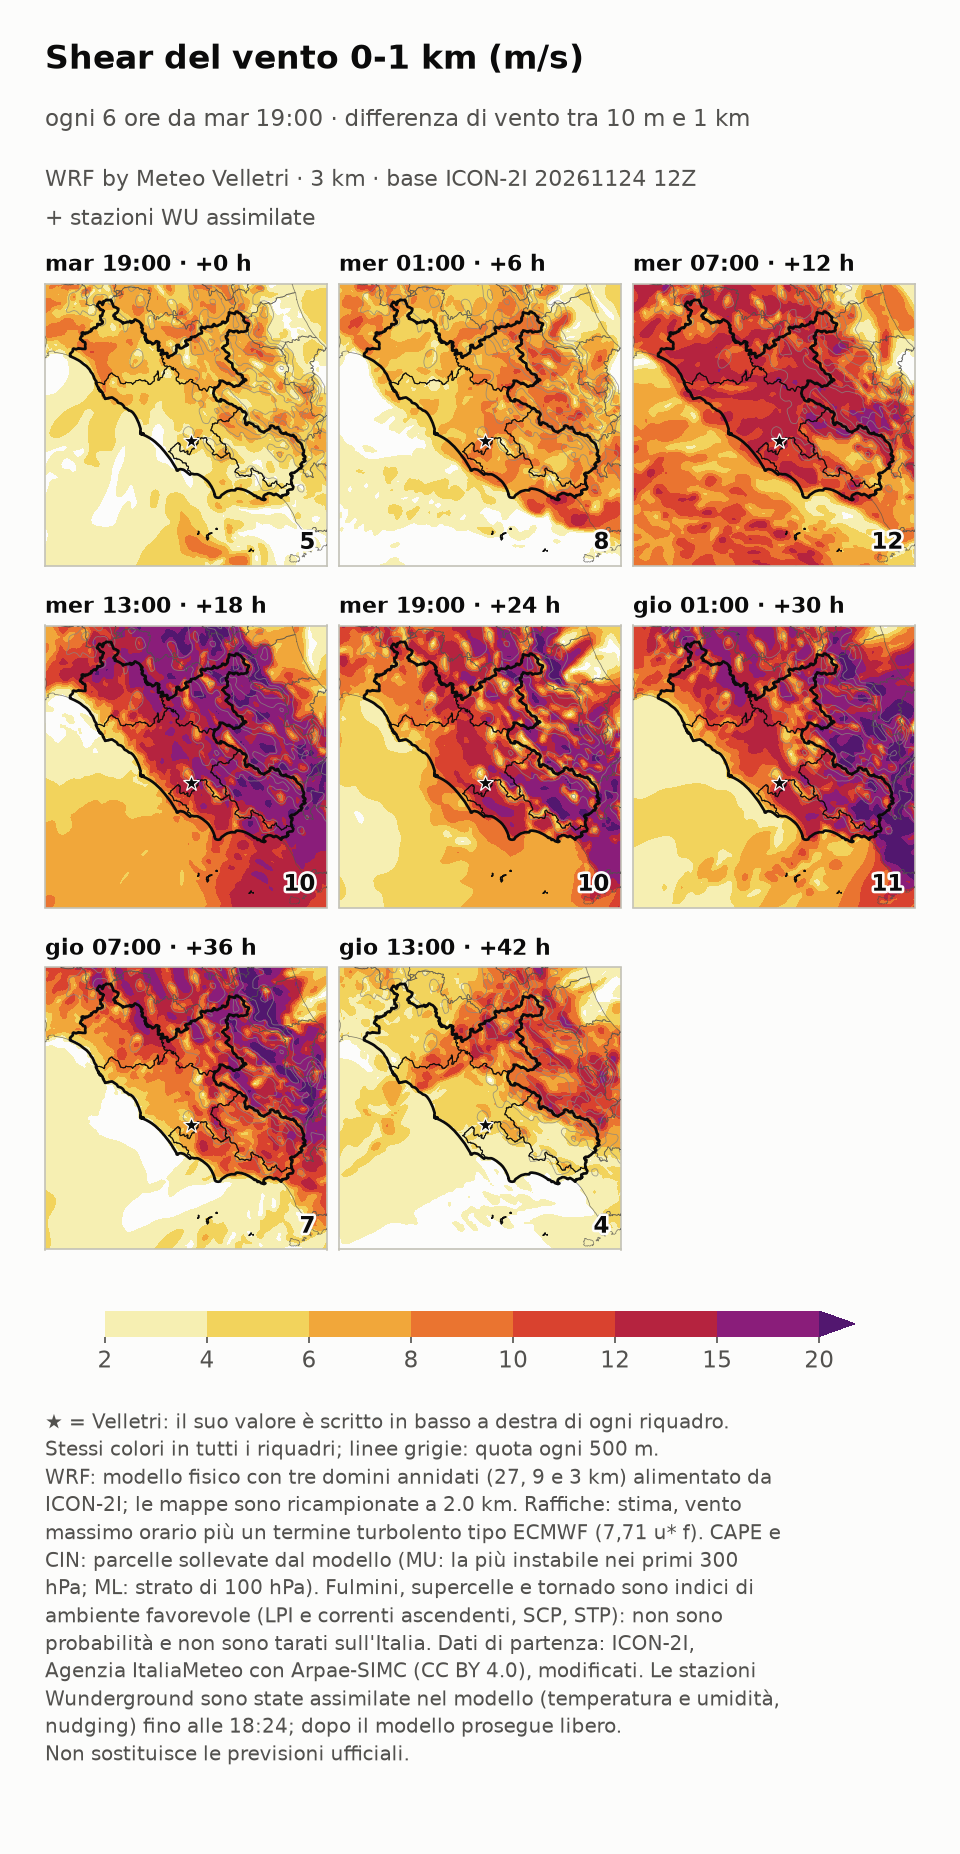 Shear del vento 0-1 km (m/s)
ogni 6 ore da mar 19:00 · differenza di vento tra 10 m e 1 km
WRF by Meteo Velletri · 3 km · base ICON-2I 20261124 12Z
+ stazioni WU assimilate
mar 19:00 · +0 h
mer 01:00 · +6 h
mer 07:00 · +12 h
5
8
12
mer 13:00 · +18 h
mer 19:00 · +24 h
gio 01:00 · +30 h
10
10
11
gio 07:00 · +36 h
gio 13:00 · +42 h
7
4
2 4 6 8 10 12 15 20
★ = Velletri: il suo valore è scritto in basso a destra di ogni riquadro.
Stessi colori in tutti i riquadri; linee grigie: quota ogni 500 m.
WRF: modello fisico con tre domini annidati (27, 9 e 3 km) alimentato da
ICON-2I; le mappe sono ricampionate a 2.0 km. Raffiche: stima, vento
massimo orario più un termine turbolento tipo ECMWF (7,71 u* f). CAPE e
CIN: parcelle sollevate dal modello (MU: la più instabile nei primi 300
hPa; ML: strato di 100 hPa). Fulmini, supercelle e tornado sono indici di
ambiente favorevole (LPI e correnti ascendenti, SCP, STP): non sono
probabilità e non sono tarati sull'Italia. Dati di partenza: ICON-2I,
Agenzia ItaliaMeteo con Arpae-SIMC (CC BY 4.0), modificati. Le stazioni
Wunderground sono state assimilate nel modello (temperatura e umidità,
nudging) fino alle 18:24; dopo il modello prosegue libero.
Non sostituisce le previsioni ufficiali.